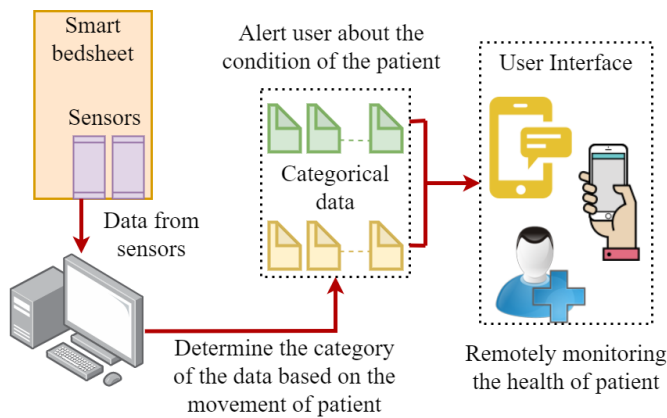 Smart
bedsheet
Sensors
Data from
sensors
Alert user about the
condition of the patient
Categorical
data
Determine the category
of the data based on the
movement of patient
User Interface
Remotely monitoring
the health of patient